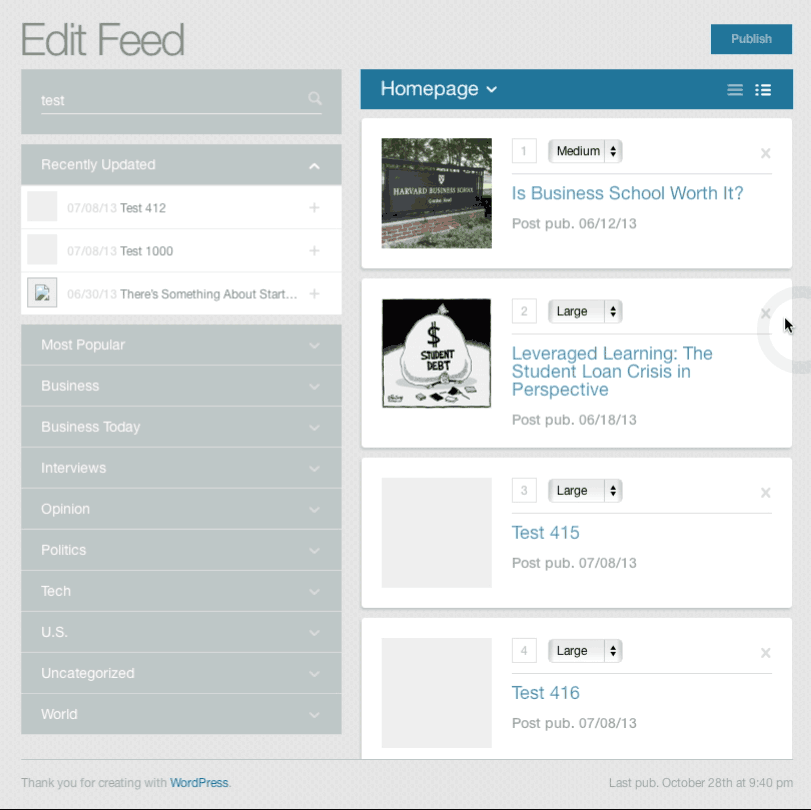 Edit Feed
Publish
test
Recently Updated
07/08/13 Test 412
07/08/13 Test 1000
06/30/13 There's Something About Start...
Most Popular
Business
Business Today
Interviews
Opinion
Politics
Tech
U.S.
Uncategorized
World
Homepage
1 Medium
HARVARD BUSINESS SCHOOL
Is Business School Worth It?
Post pub. 06/12/13
2 Large
$
STUDENT
DEBT
Leveraged Learning: The
Student Loan Crisis in
Perspective
Post pub. 06/18/13
3 Large
Test 415
Post pub. 07/08/13
4 Large
Test 416
Post pub. 07/08/13
Thank you for creating with WordPress.
Last pub. October 28th at 9:40 pm